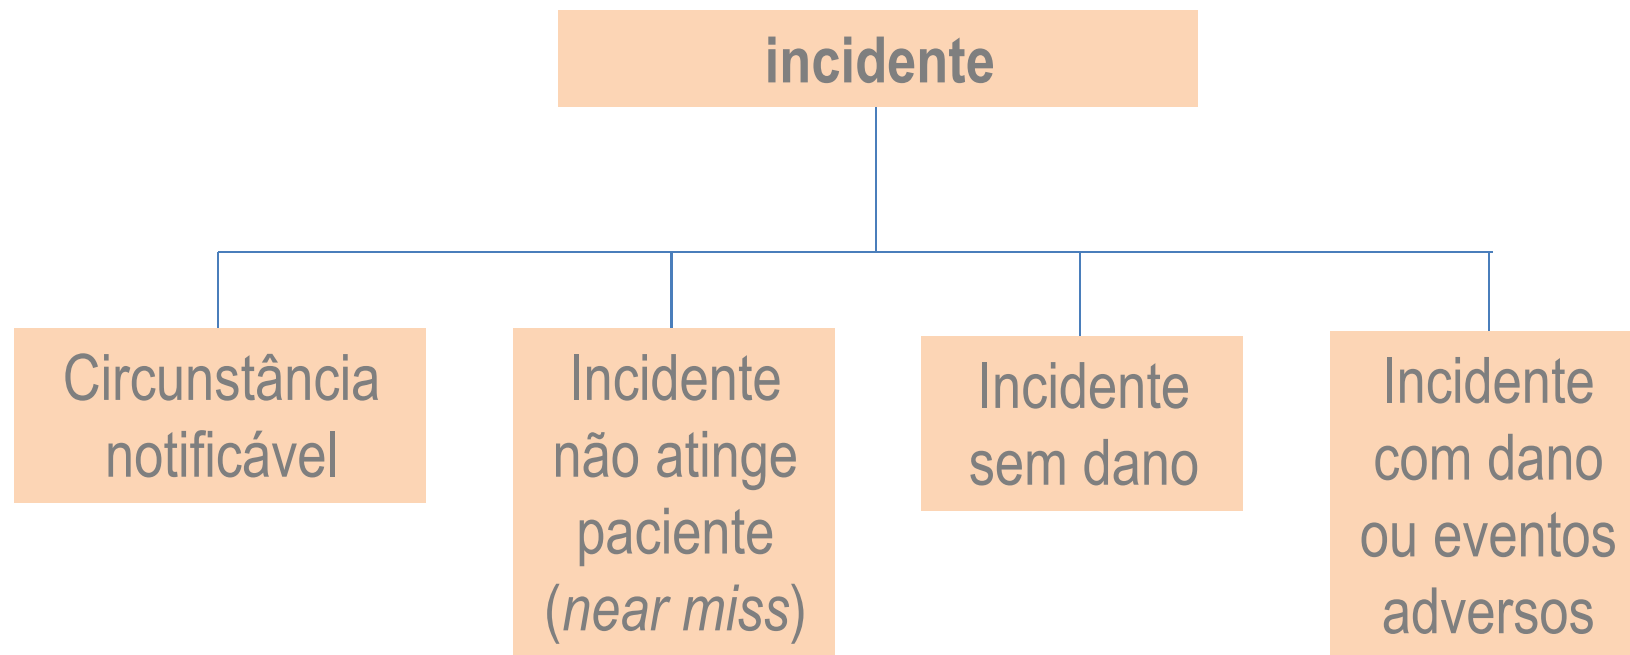 incidente
Circunstância
notificável
Incidente
não atinge
paciente
(near miss)
Incidente
sem dano
Incidente
com dano
ou eventos
adversos